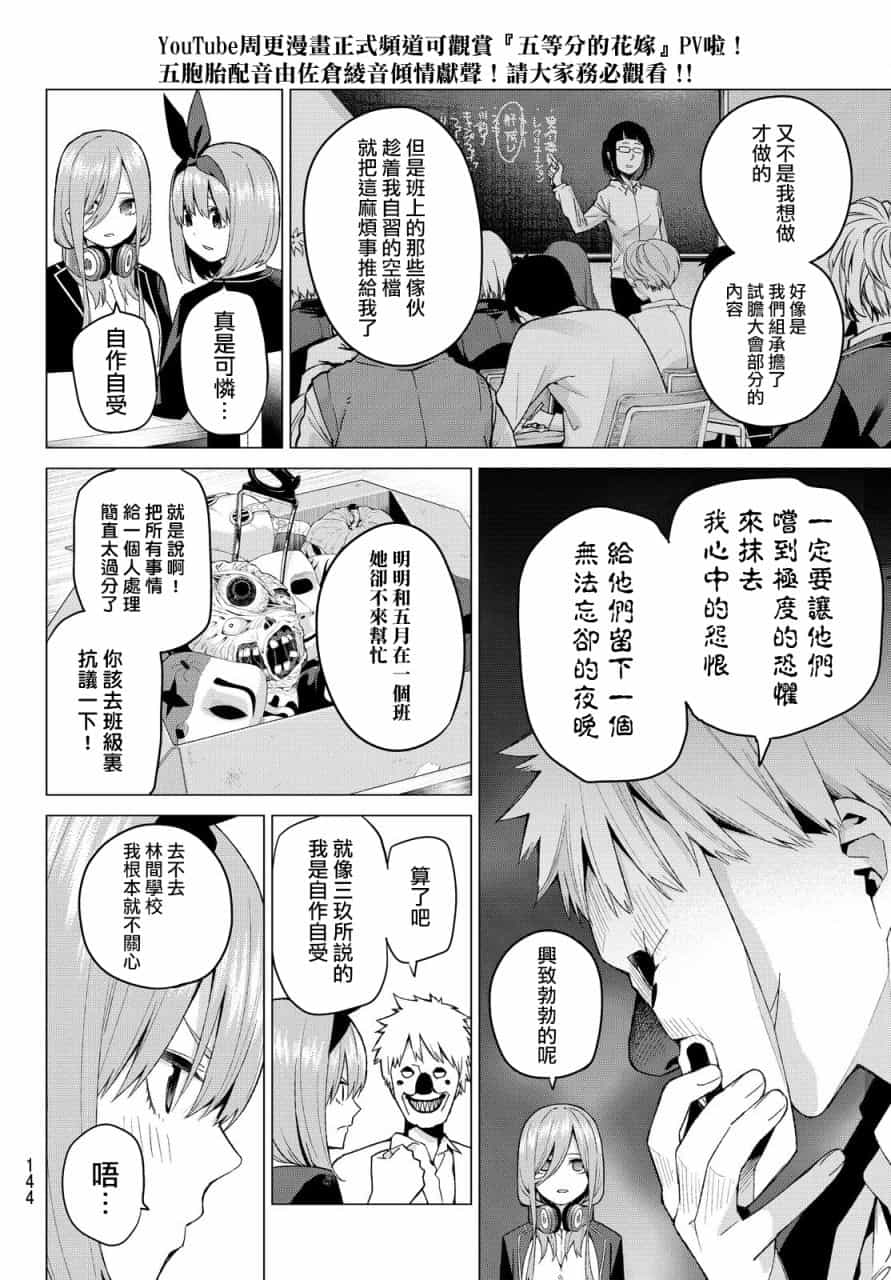 YouTube周更漫畫正式頻道可觀賞『五等分的花嫁』PV啦！
五胞胎配音由佐倉綾音傾情獻聲！請大家務必觀看!!
又不是我想做
才做的
好像是
我們組承擔了
試膽大會部分的
內容
レクリエーション
肝試し
但是班上的那些傢伙
趁着我自習的空檔
就把這麻煩事推給我了
真是可憐…
自作自受
一定要讓他們
嚐到極度的恐懼
來抹去
我心中的怨恨
給他們留下一個
無法忘卻的夜晚
興致勃勃的呢
明明和五月在一個班
她卻不來幫忙
就是說啊！
把所有事情
給一個人處理
簡直太過分了
你該去班級裏
抗議一下！
算了吧
就像三玖所說的
我是自作自受
去不去
林間學校
我根本就不關心
唔…
144